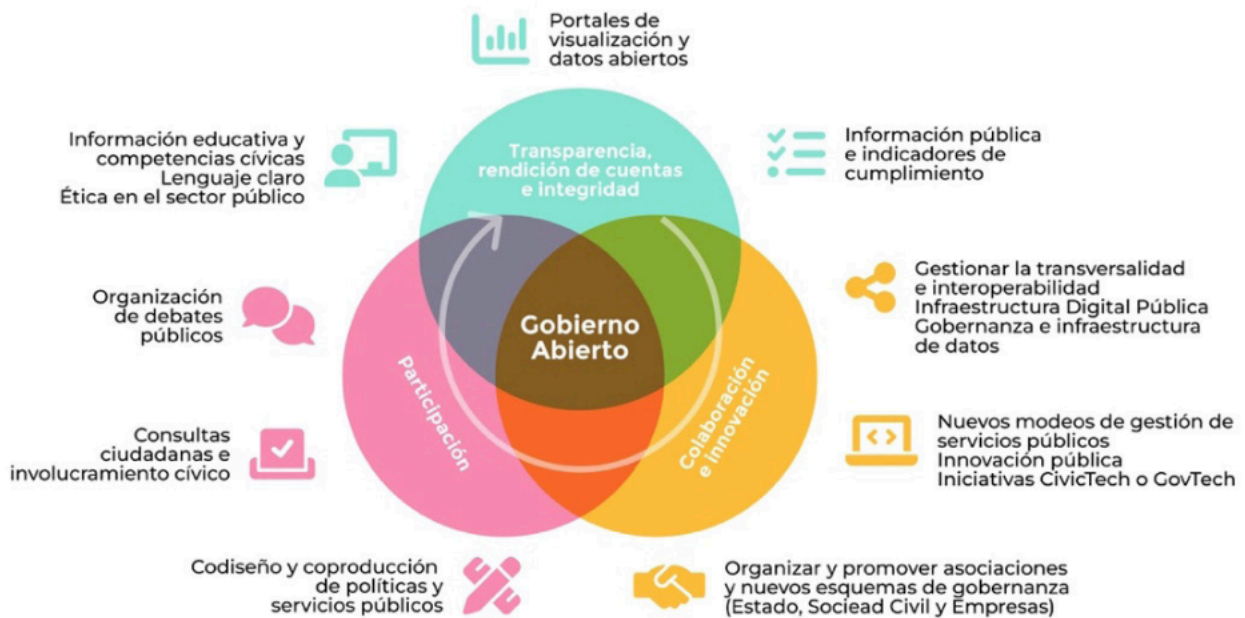 Portales de
visualización y
datos abiertos
Información educativa y
competencias cívicas
Lenguaje claro
Ética en el sector público
Transparencia,
rendición de cuentas
e integridad
Información pública
e indicadores de
cumplimiento
Organización
de debates
públicos
Gobierno
Abierto
Gestionar la transversalidad
e interoperabilidad
Infraestructura Digital Pública
Gobernanza e infraestructura
de datos
Participación
Colaboración
e innovación
Consultas
ciudadanas e
involucramiento cívico
Nuevos modeos de gestión de
servicios públicos
Innovación pública
Iniciativas CivicTech o GovTech
Codiseño y coproducción
de políticas y
servicios públicos
Organizar y promover asociaciones
y nuevos esquemas de gobernanza
(Estado, Sociead Civil y Empresas)